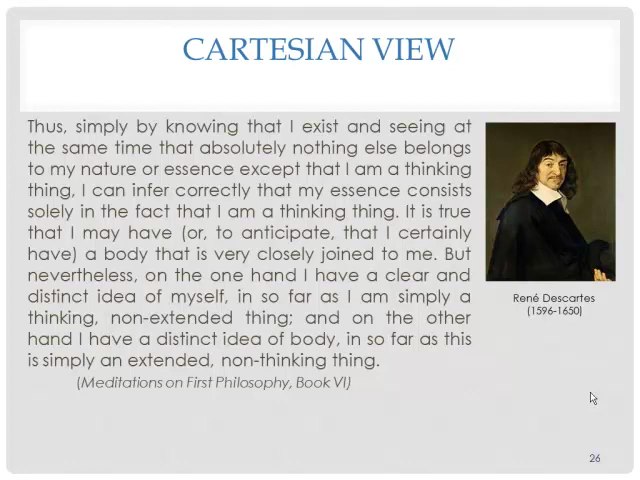 CARTESIAN VIEW
Thus, simply by knowing that I exist and seeing at
the same time that absolutely nothing else belongs
to my nature or essence except that I am a thinking
thing, I can infer correctly that my essence consists
solely in the fact that I am a thinking thing. It is true
that I may have (or, to anticipate, that I certainly
have) a body that is very closely joined to me. But
nevertheless, on the one hand I have a clear and
distinct idea of myself, in so far as I am simply a
thinking, non-extended thing; and on the other
hand I have a distinct idea of body, in so far as this
is simply an extended, non-thinking thing.
(Meditations on First Philosophy, Book VI)
René Descartes
(1596-1650)
26